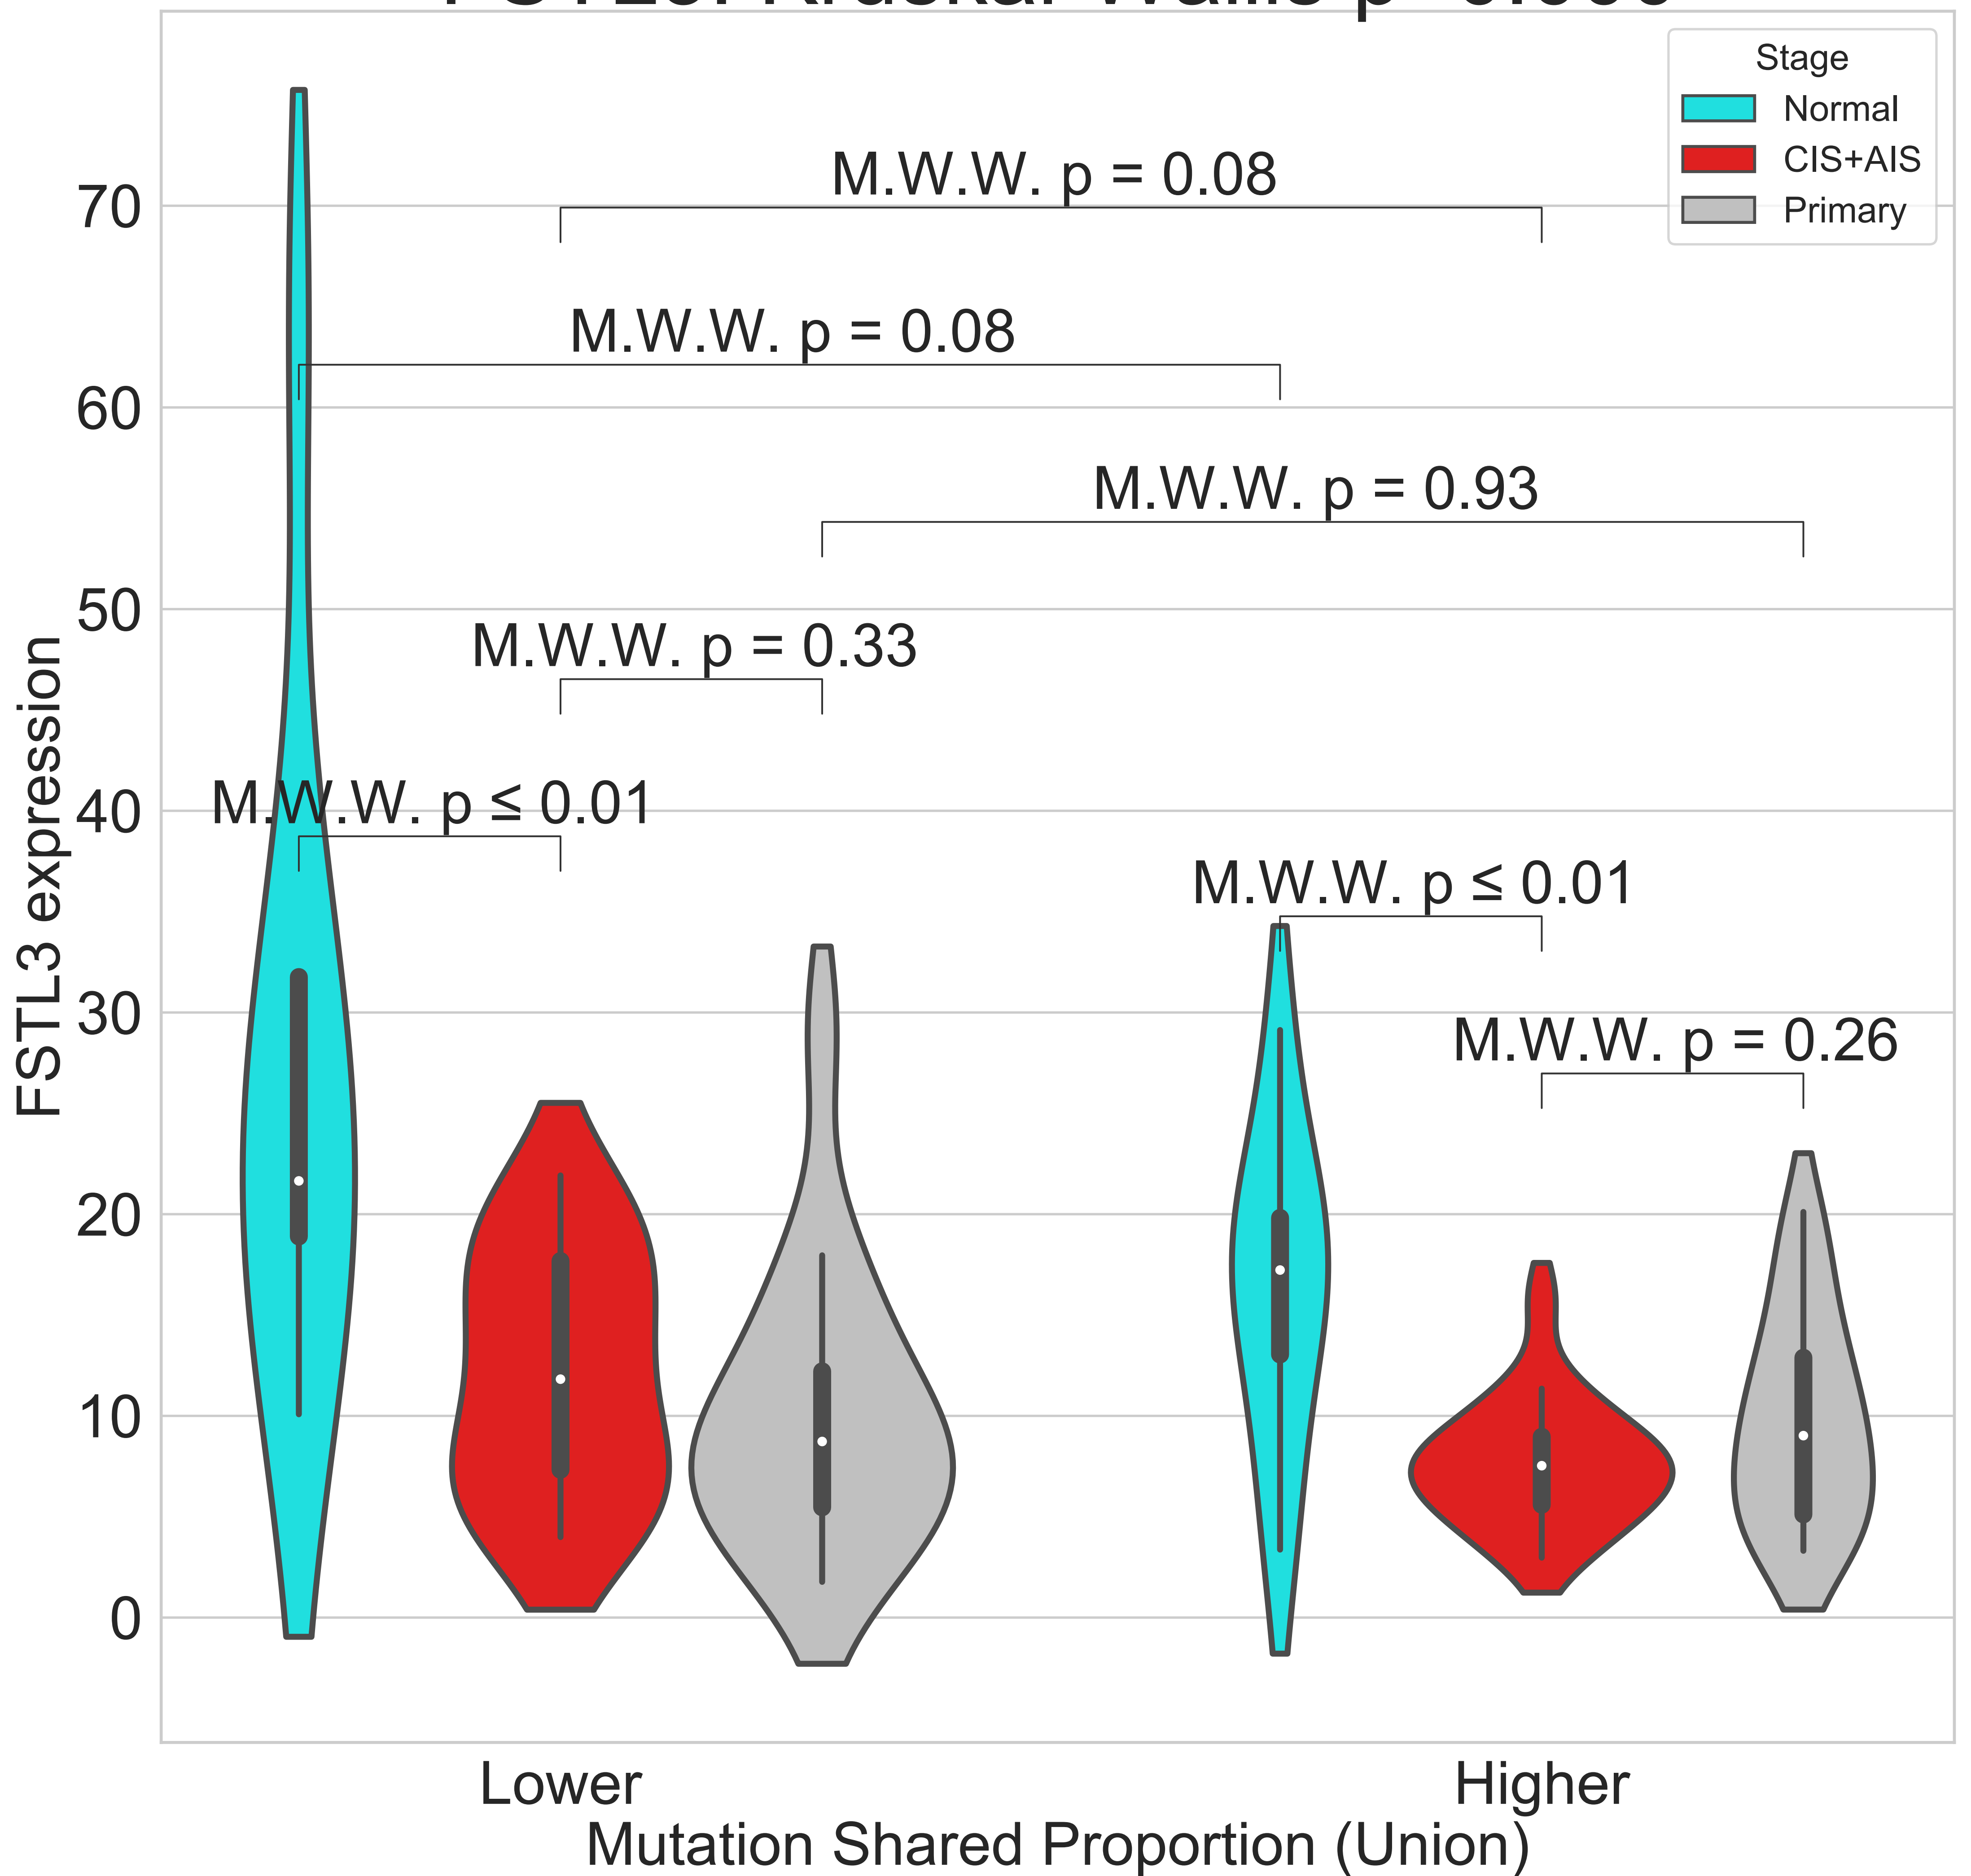 Stage
Normal
CIS+AIS
Primary
M.W.W. p = 0.08
70
M.W.W. p = 0.08
60
M.W.W. p = 0.93
50
M.W.W. p = 0.33
M.W.W. p ≤ 0.01
40
M.W.W. p ≤ 0.01
30
M.W.W. p = 0.26
20
10
0
FSTL3 expression
Lower
Higher
Mutation Shared Proportion (Union)